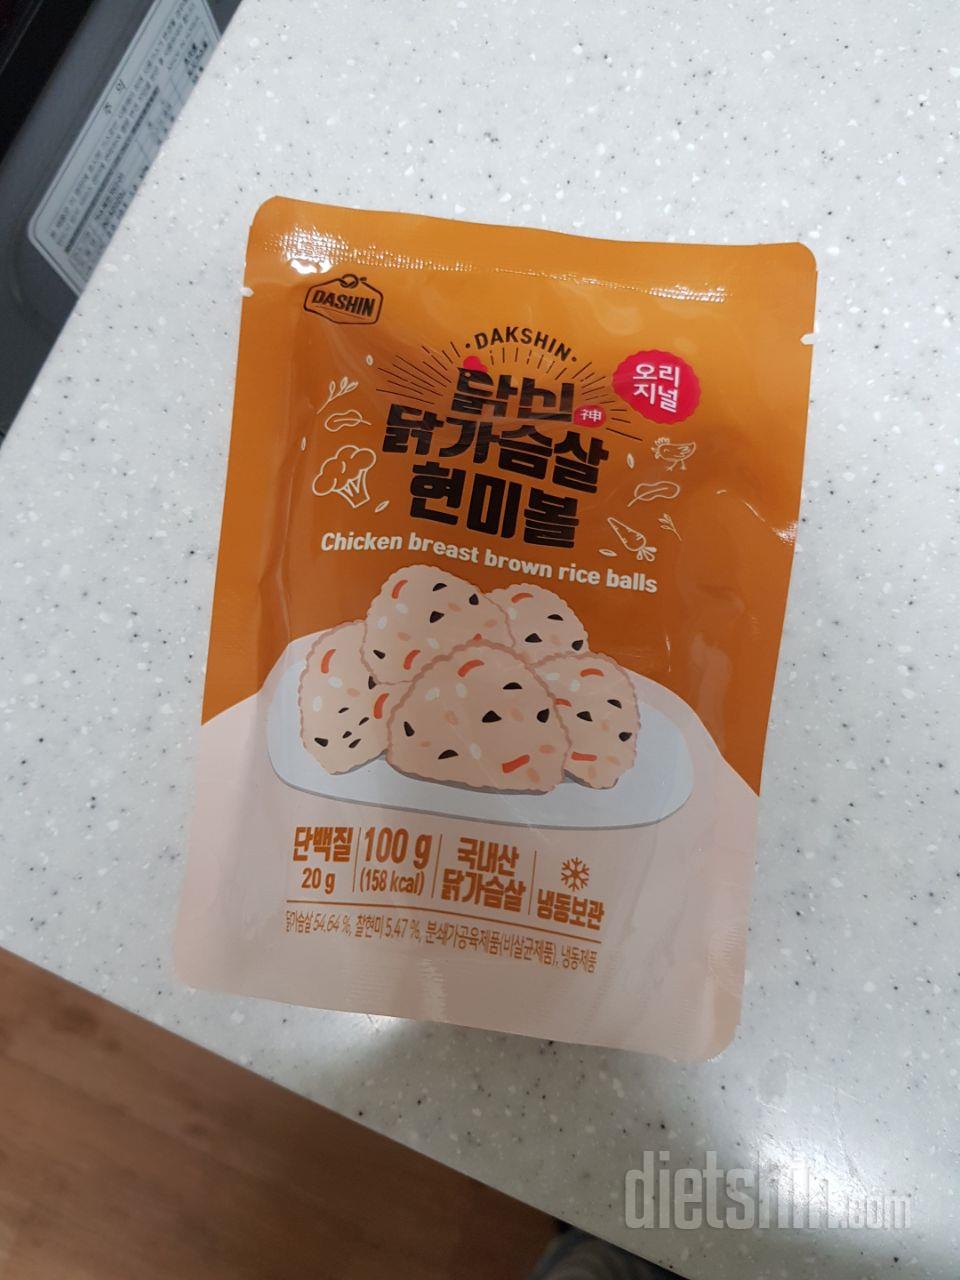 DASHIN
DAKSHIN
닭신
神
오리
지널
닭가슴살
현미볼
Chicken breast brown rice balls
단백질
20 g
100 g
(158 kcal)
국내산
닭가슴살
냉동보관
닭가슴살 54.64 %, 찰현미 5.47 %, 분쇄가공육제품(비살균제품), 냉동제품
dietshin.com